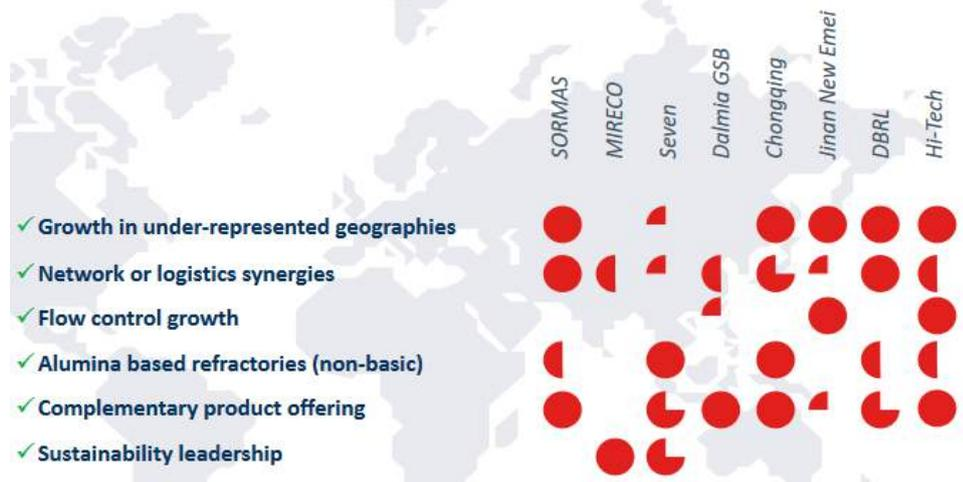 SORMAS
MIRECO
Seven
Dalmia GSB
Chongqing
Jinan New Emei
DBRL
Hi-Tech
✓ Growth in under-represented geographies
✓ Network or logistics synergies
✓ Flow control growth
✓ Alumina based refractories (non-basic)
✓ Complementary product offering
✓ Sustainability leadership